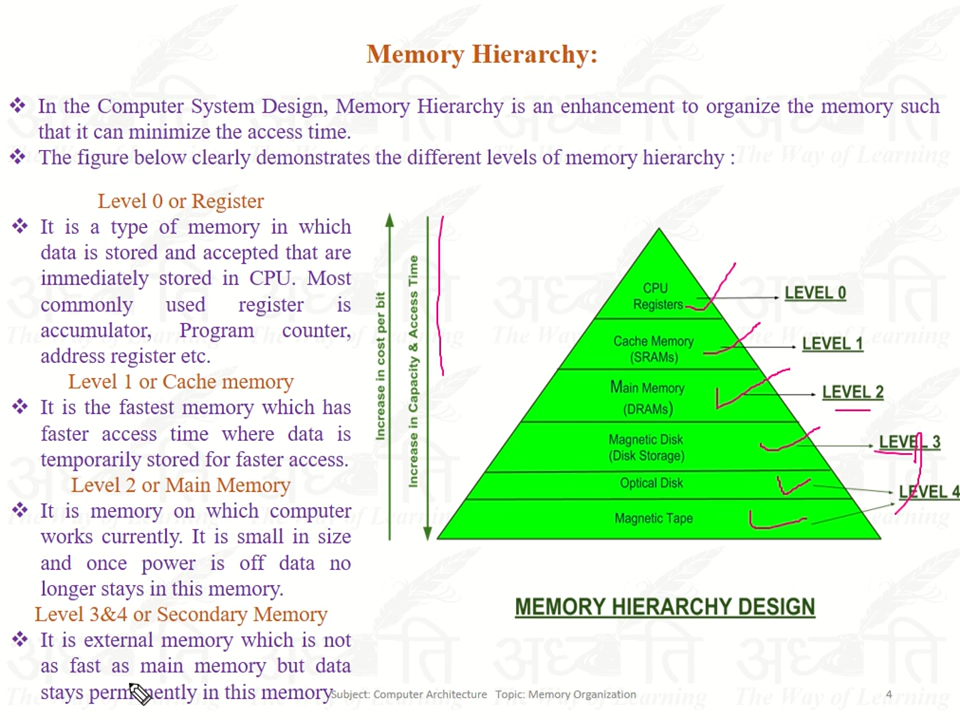 Memory Hierarchy:
❖ In the Computer System Design, Memory Hierarchy is an enhancement to organize the memory such
that it can minimize the access time.
❖ The figure below clearly demonstrates the different levels of memory hierarchy :
Level 0 or Register
❖ It is a type of memory in which
data is stored and accepted that are
immediately stored in CPU. Most
commonly used register is
accumulator, Program counter,
address register etc.
Level 1 or Cache memory
❖ It is the fastest memory which has
faster access time where data is
temporarily stored for faster access.
Level 2 or Main Memory
❖ It is memory on which computer
works currently. It is small in size
and once power is off data no
longer stays in this memory.
Level 3&4 or Secondary Memory
❖ It is external memory which is not
as fast as main memory but data
stays permanently in this memory
Increase in cost per bit
Increase in Capacity & Access Time
CPU
Registers
LEVEL 0
Cache Memory
(SRAMs)
LEVEL 1
Main Memory
(DRAMs)
LEVEL 2
Magnetic Disk
(Disk Storage)
LEVEL 3
Optical Disk
LEVEL 4
Magnetic Tape
MEMORY HIERARCHY DESIGN
Subject: Computer Architecture Topic: Memory Organization
4
The Way of Learning